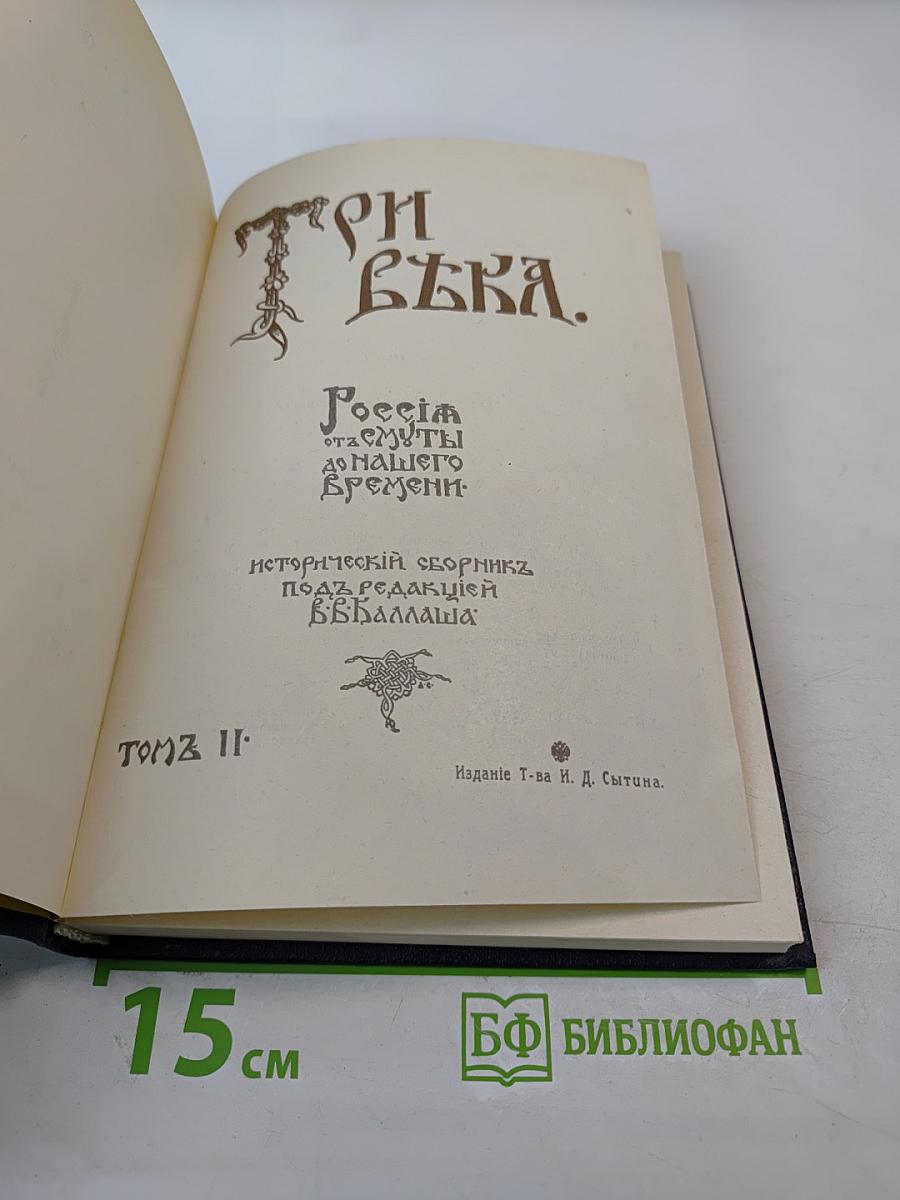 Три
вѣка.
Россіѧ
отъ смуты
до нашего
времени.
историческій сборникъ
подъ редакціей
В.В.Каллаша
А.С.
томъ II.
Изданіе Т-ва И. Д. Сытина.
15 см
БФ БИБЛИОФАН